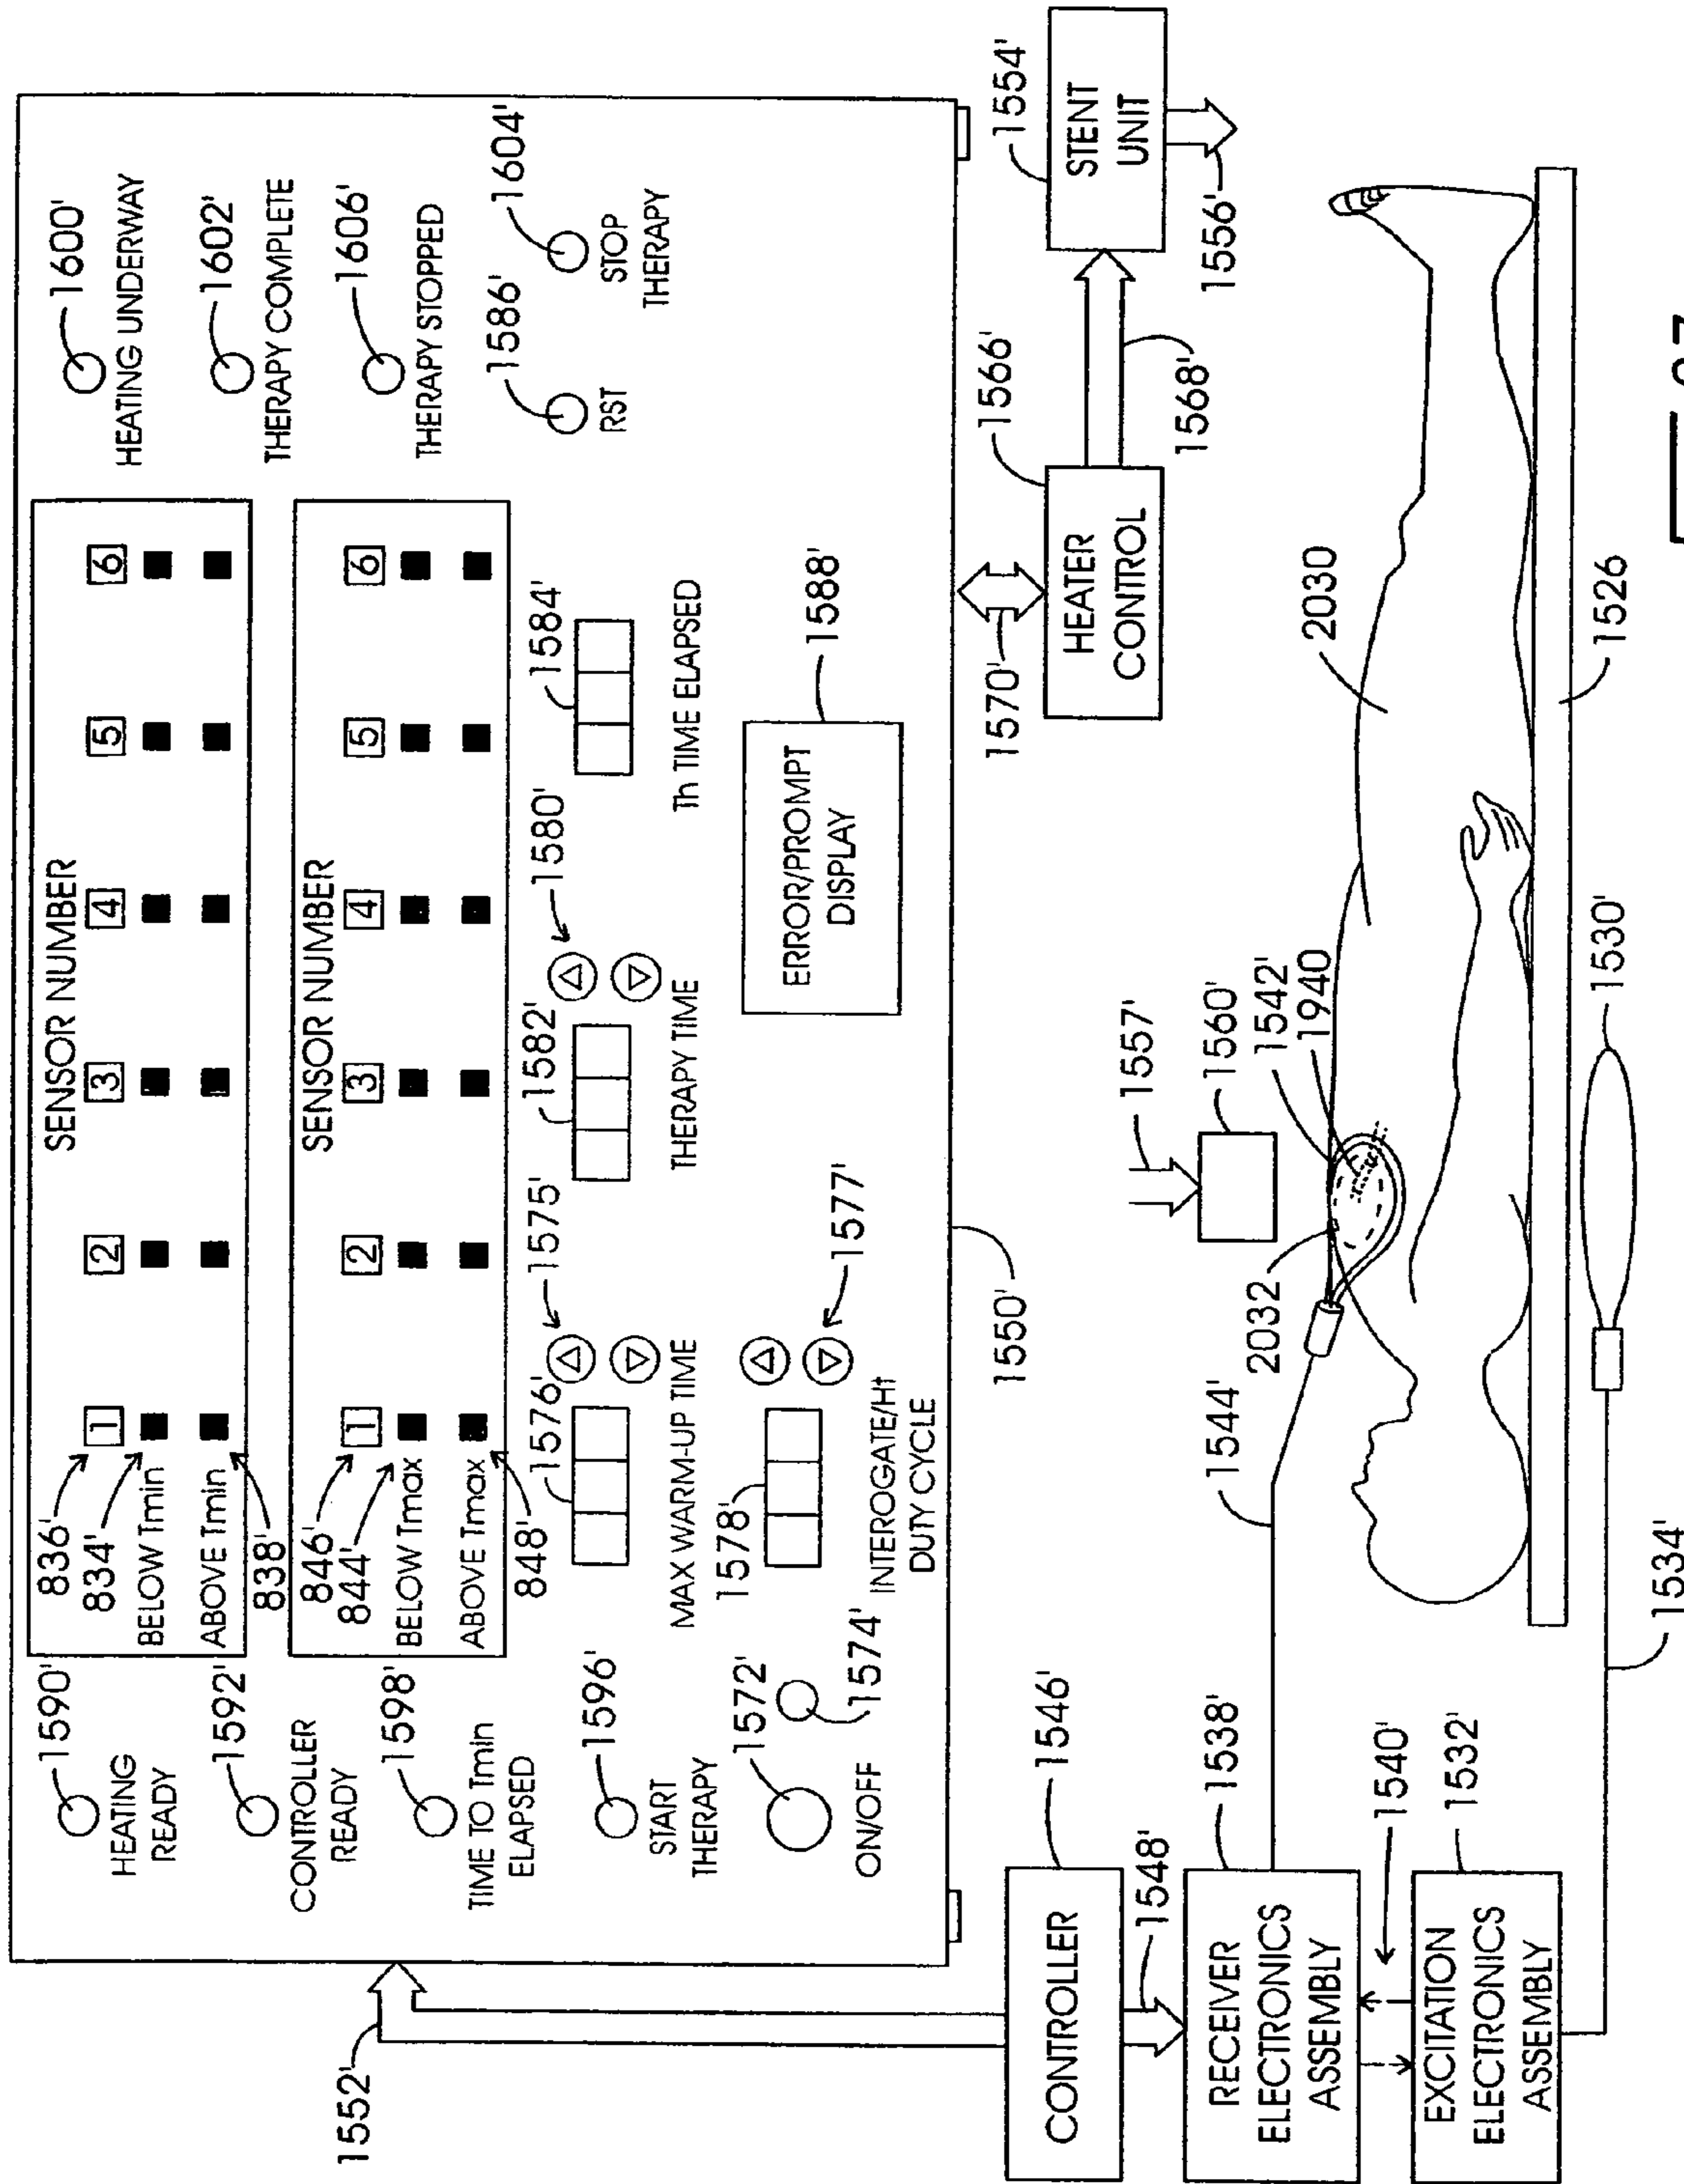 SENSOR NUMBER
836'
834'
1
2
3
4
5
6
BELOW Tmin
ABOVE Tmin
838'
SENSOR NUMBER
846'
844'
1
2
3
4
5
6
BELOW Tmax
ABOVE Tmax
848'
1590'
HEATING
READY
1592'
CONTROLLER
READY
1598'
TIME TO Tmin
ELAPSED
1596'
START
THERAPY
1572'
1574'
ON/OFF
1576'
1575'
MAX WARM-UP TIME
1578'
1577'
INTEROGATE/Ht
DUTY CYCLE
1582'
1580'
THERAPY TIME
1584'
Th TIME ELAPSED
ERROR/PROMPT
DISPLAY
1588'
1600'
HEATING UNDERWAY
1602'
THERAPY COMPLETE
1606'
THERAPY STOPPED
1586'
RST
1604'
STOP
THERAPY
1550'
1552'
CONTROLLER
1546'
1548'
RECEIVER
ELECTRONICS
ASSEMBLY
1538'
1540'
EXCITATION
ELECTRONICS
ASSEMBLY
1532'
1534'
1544'
2032
1557'
1560'
1542'
1940
1530'
1526
2030
1570'
HEATER
CONTROL
1566'
1568'
STENT
UNIT
1554'
1556'